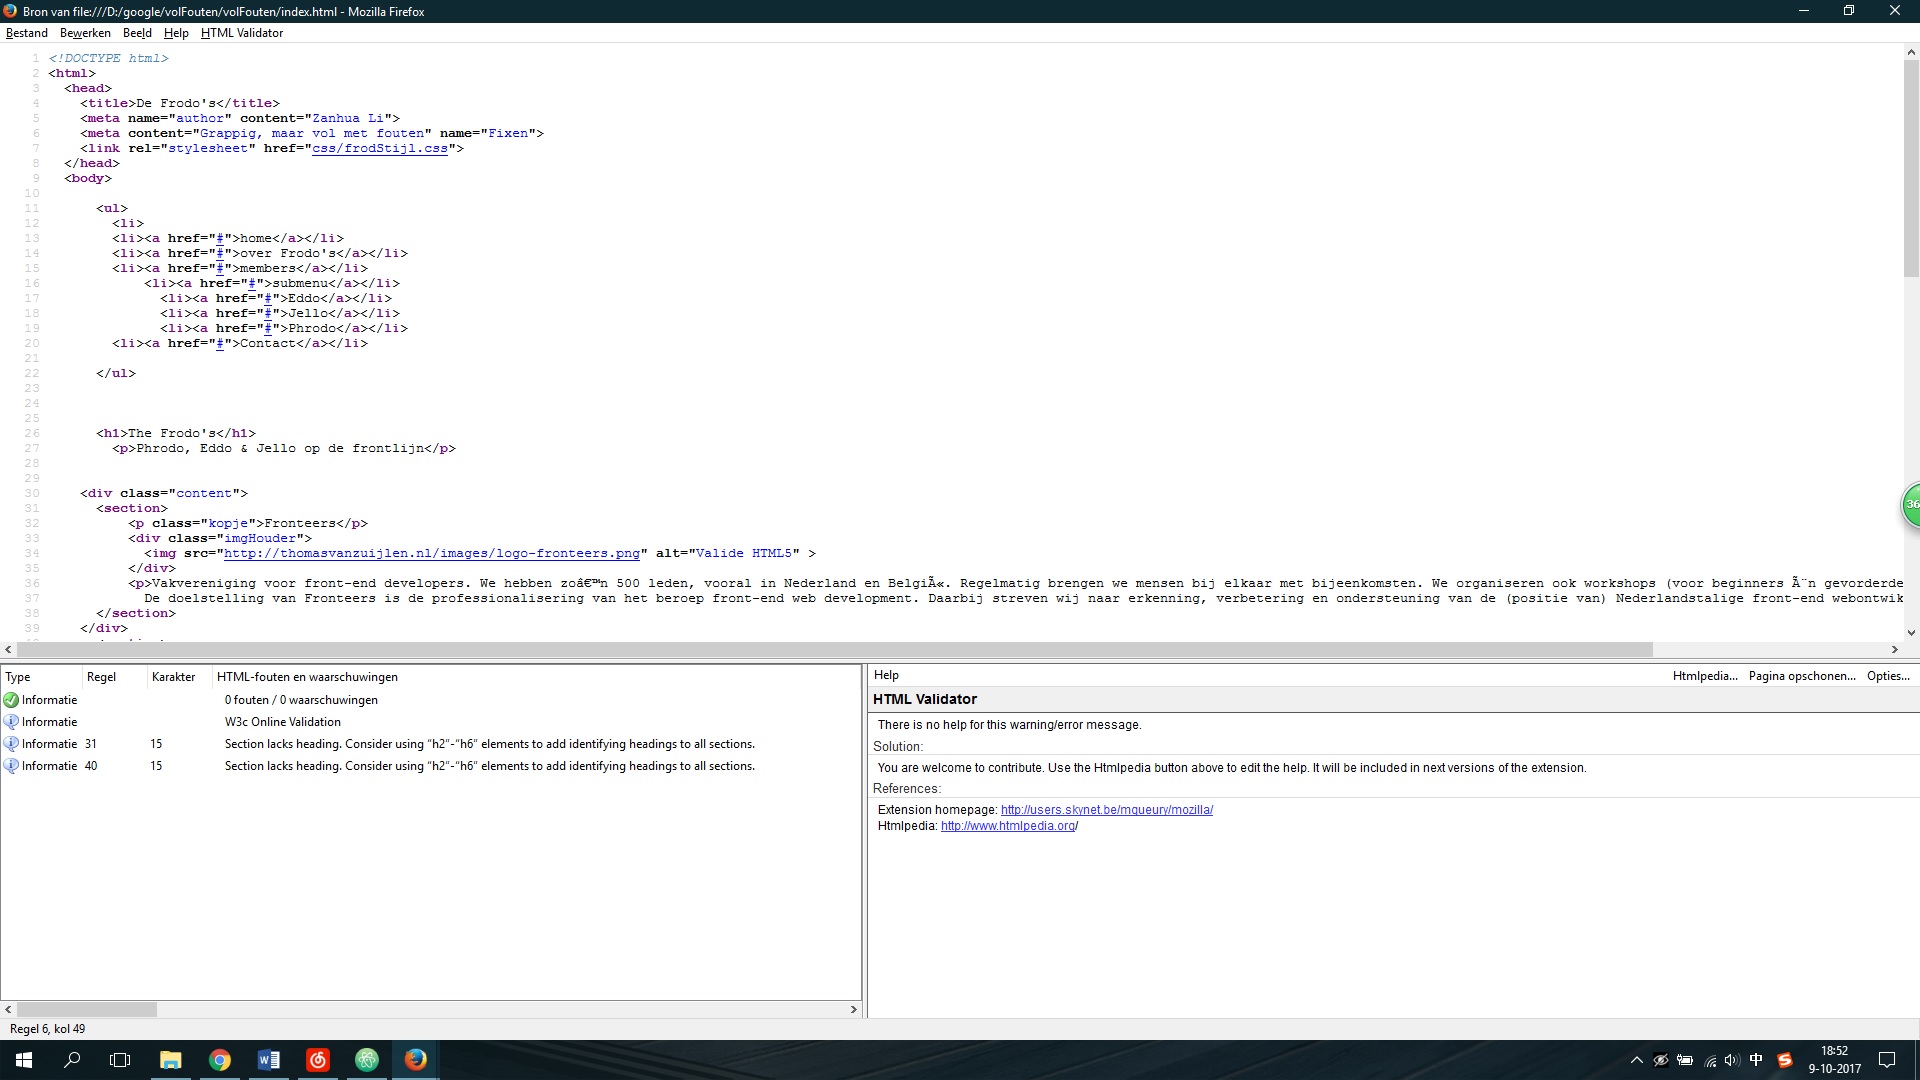 Bron van file:///D:/google/volFouten/volFouten/index.html - Mozilla Firefox
Bestand Bewerken Beeld Help HTML Validator
1 <!DOCTYPE html>
2 <html>
3 <head>
4 <title>De Frodo's</title>
5 <meta name="author" content="Zanhua Li">
6 <meta content="Grappig, maar vol met fouten" name="Fixen">
7 <link rel="stylesheet" href="css/frodStijl.css">
8 </head>
9 <body>
10
11 <ul>
12 <li>
13 <li><a href="#">home</a></li>
14 <li><a href="#">over Frodo's</a></li>
15 <li><a href="#">members</a></li>
16 <li><a href="#">submenu</a></li>
17 <li><a href="#">Eddo</a></li>
18 <li><a href="#">Jello</a></li>
19 <li><a href="#">Phrodo</a></li>
20 <li><a href="#">Contact</a></li>
21
22 </ul>
23
24
25
26 <h1>The Frodo's</h1>
27 <p>Phrodo, Eddo & Jello op de frontlijn</p>
28
29
30 <div class="content">
31 <section>
32 <p class="kopje">Fronteers</p>
33 <div class="imgHouder">
34 <img src="http://thomasvanzuijlen.nl/images/logo-fronteers.png" alt="Valide HTML5" >
35 </div>
36 <p>Vakvereniging voor front-end developers. We hebben zoâ€™n 500 leden, vooral in Nederland en BelgiÃ«. Regelmatig brengen we mensen bij elkaar met bijeenkomsten. We organiseren ook workshops (voor beginners Ã¨n gevorderde
37 De doelstelling van Fronteers is de professionalisering van het beroep front-end web development. Daarbij streven wij naar erkenning, verbetering en ondersteuning van de (positie van) Nederlandstalige front-end webontwik
38 </section>
39 </div>
36
Type Regel Karakter HTML-fouten en waarschuwingen
Informatie 0 fouten / 0 waarschuwingen
Informatie W3c Online Validation
Informatie 31 15 Section lacks heading. Consider using “h2”-“h6” elements to add identifying headings to all sections.
Informatie 40 15 Section lacks heading. Consider using “h2”-“h6” elements to add identifying headings to all sections.
Help Htmlpedia... Pagina opschonen... Opties...
HTML Validator
There is no help for this warning/error message.
Solution:
You are welcome to contribute. Use the Htmlpedia button above to edit the help. It will be included in next versions of the extension.
References:
Extension homepage: http://users.skynet.be/mgueury/mozilla/
Htmlpedia: http://www.htmlpedia.org/
Regel 6, kol 49
中
18:52
9-10-2017